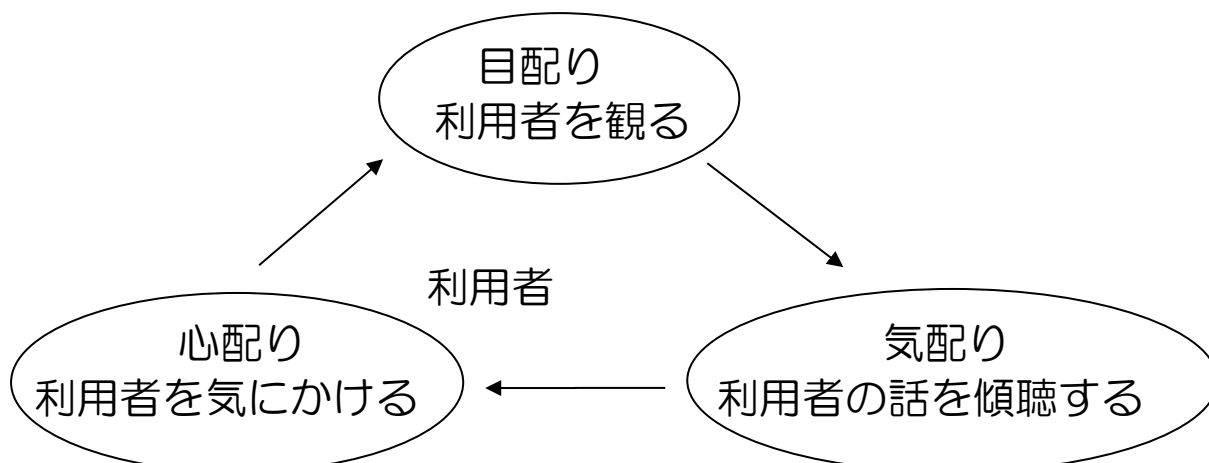 目配り
利用者を観る
利用者
心配り
利用者を気にかける
気配り
利用者の話を傾聴する